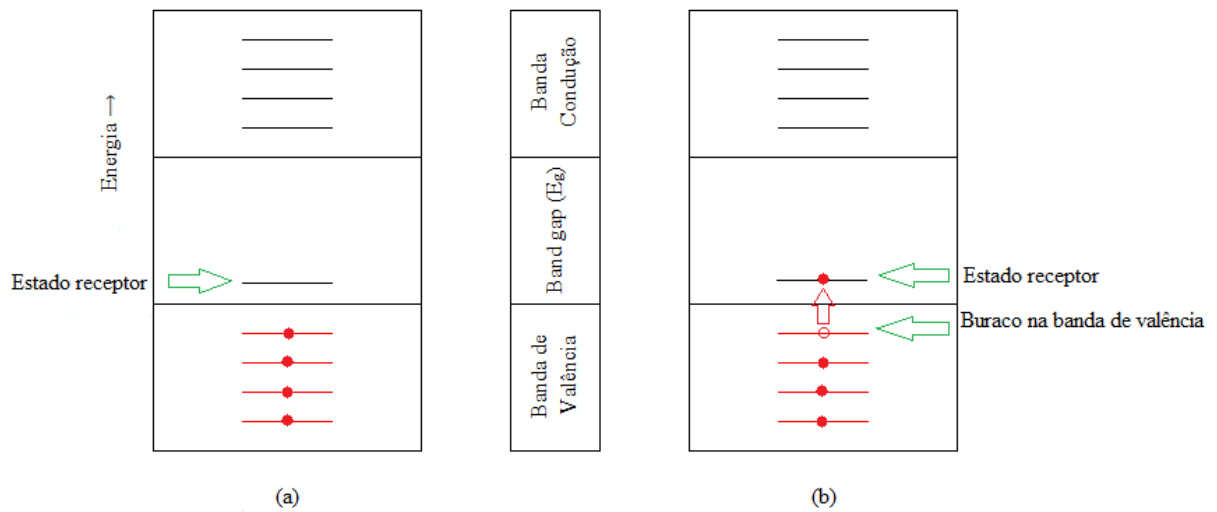 Energia →
Estado receptor
Banda
Condução
Band gap (Eg)
Banda de
Valência
Estado receptor
Buraco na banda de valência
(a)
(b)